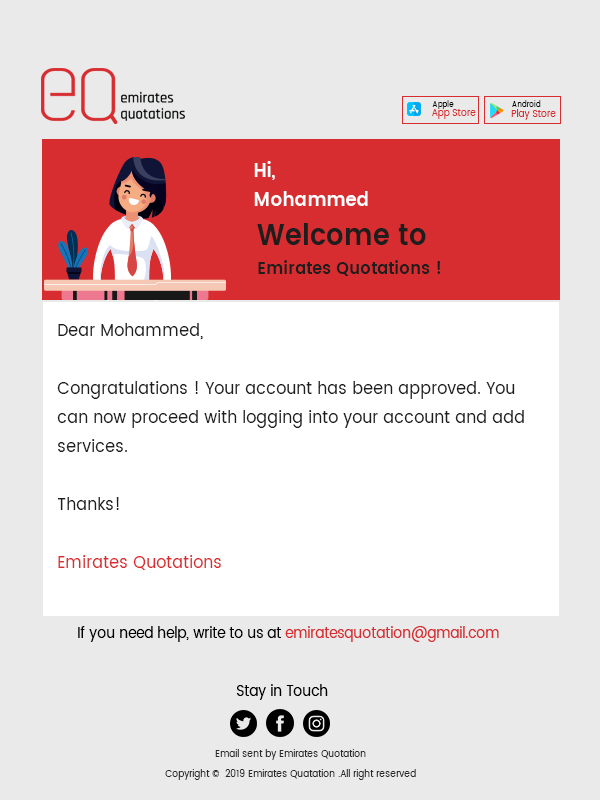 eQ emirates
quotations
Apple
App Store
Android
Play Store
Hi,
Mohammed
Welcome to
Emirates Quotations !
Dear Mohammed,
Congratulations ! Your account has been approved. You
can now proceed with logging into your account and add
services.
Thanks!
Emirates Quotations
If you need help, write to us at emiratesquotation@gmail.com
Stay in Touch
Email sent by Emirates Quotation
Copyright © 2019 Emirates Quatation .All right reserved